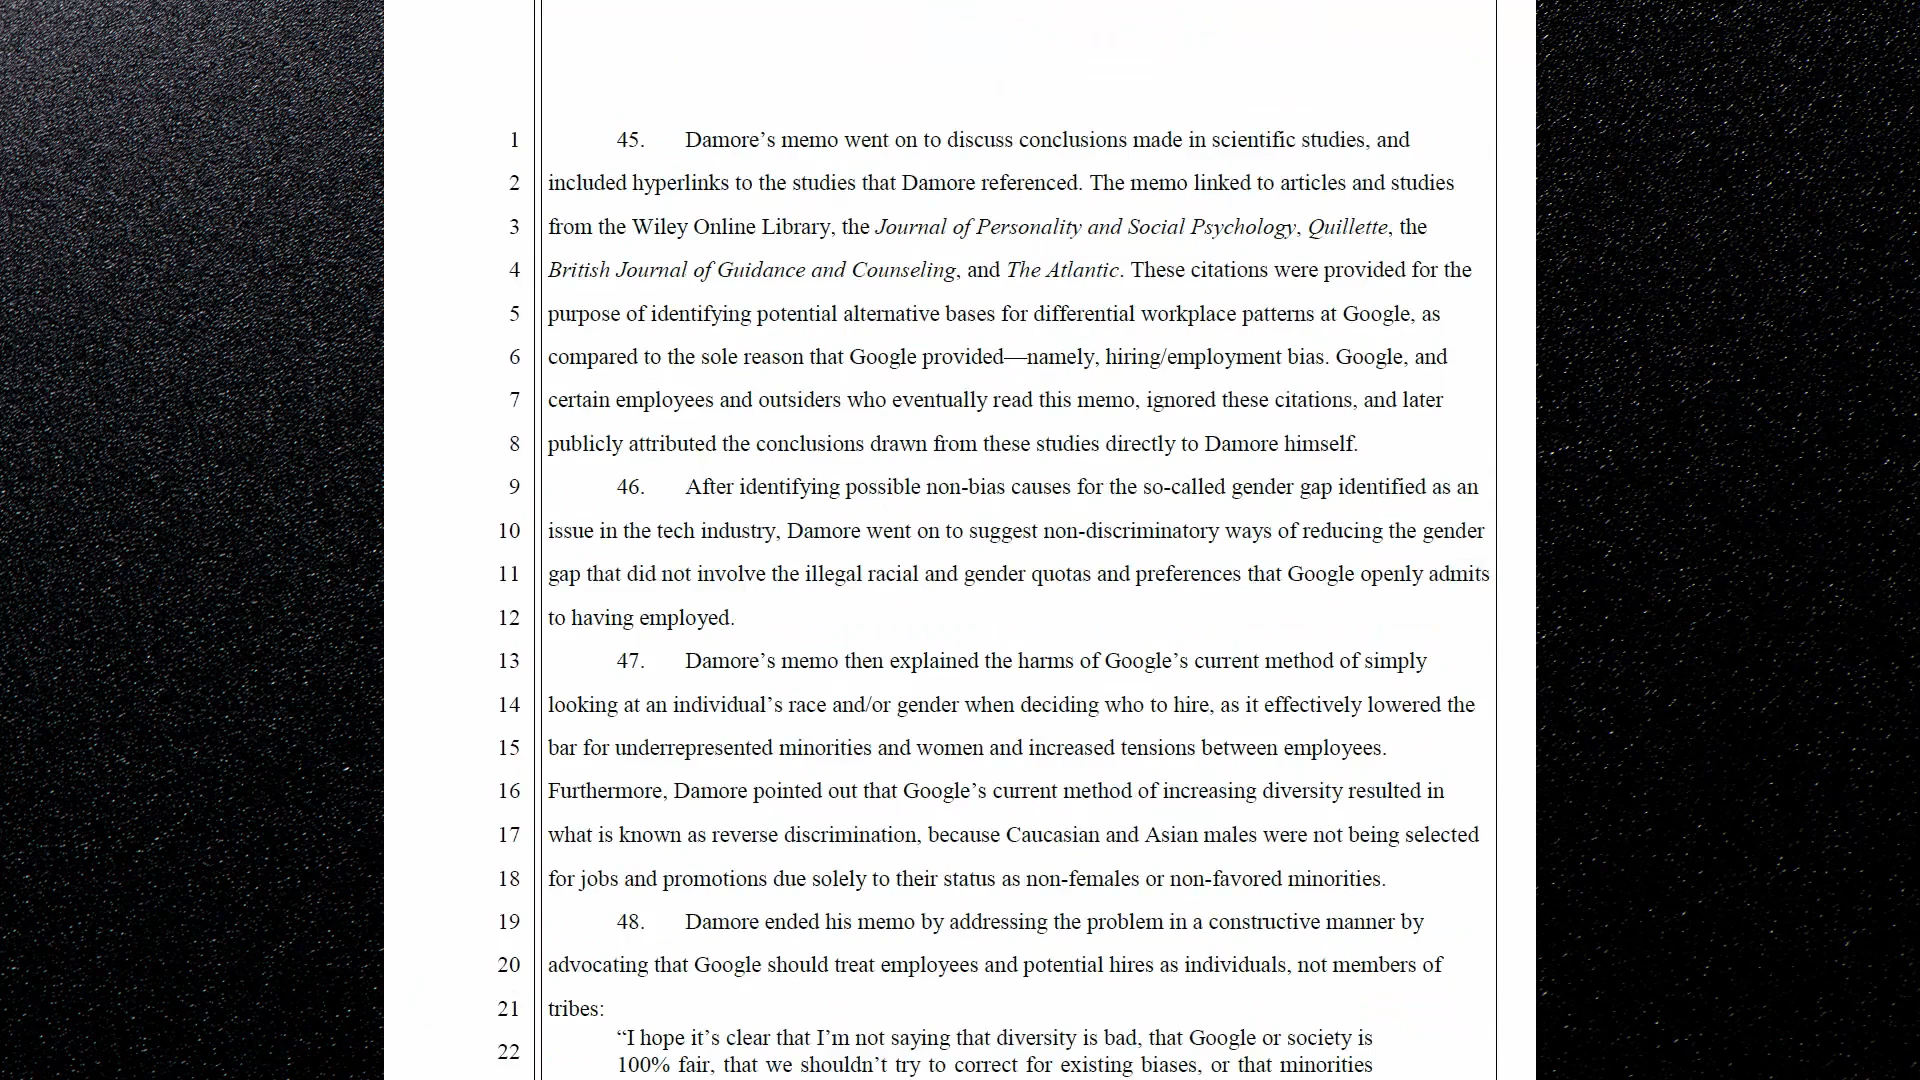 1 45. Damore’s memo went on to discuss conclusions made in scientific studies, and
2 included hyperlinks to the studies that Damore referenced. The memo linked to articles and studies
3 from the Wiley Online Library, the Journal of Personality and Social Psychology, Quillette, the
4 British Journal of Guidance and Counseling, and The Atlantic. These citations were provided for the
5 purpose of identifying potential alternative bases for differential workplace patterns at Google, as
6 compared to the sole reason that Google provided—namely, hiring/employment bias. Google, and
7 certain employees and outsiders who eventually read this memo, ignored these citations, and later
8 publicly attributed the conclusions drawn from these studies directly to Damore himself.
9 46. After identifying possible non-bias causes for the so-called gender gap identified as an
10 issue in the tech industry, Damore went on to suggest non-discriminatory ways of reducing the gender
11 gap that did not involve the illegal racial and gender quotas and preferences that Google openly admits
12 to having employed.
13 47. Damore’s memo then explained the harms of Google’s current method of simply
14 looking at an individual’s race and/or gender when deciding who to hire, as it effectively lowered the
15 bar for underrepresented minorities and women and increased tensions between employees.
16 Furthermore, Damore pointed out that Google’s current method of increasing diversity resulted in
17 what is known as reverse discrimination, because Caucasian and Asian males were not being selected
18 for jobs and promotions due solely to their status as non-females or non-favored minorities.
19 48. Damore ended his memo by addressing the problem in a constructive manner by
20 advocating that Google should treat employees and potential hires as individuals, not members of
21 tribes:
“I hope it’s clear that I’m not saying that diversity is bad, that Google or society is
22 100% fair, that we shouldn’t try to correct for existing biases, or that minorities